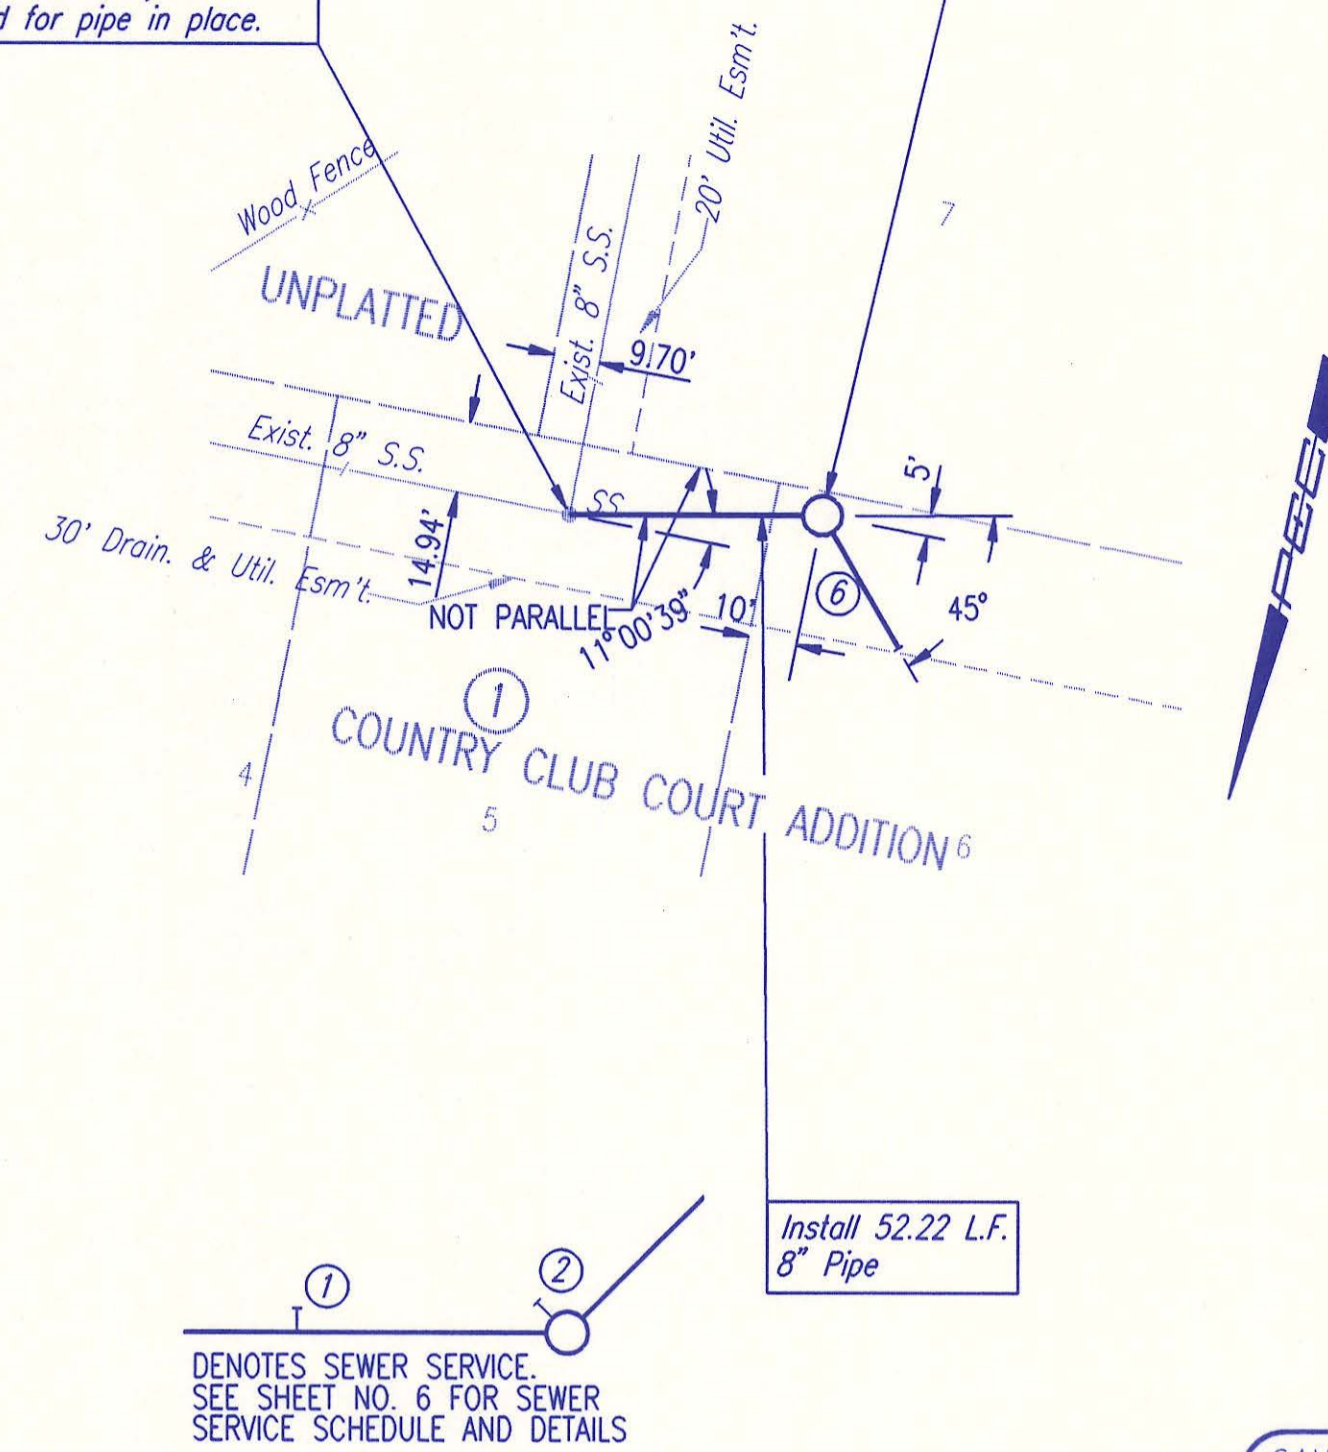 for pipe in place.
20' Util. Esm't.
Wood Fence
7
UNPLATTED
Exist. 8" S.S.
9.70'
Exist. 8" S.S.
SS
5'
14.94'
30' Drain. & Util. Esm't.
NOT PARALLEL
11°00'39"
10'
6
45°
1
COUNTRY CLUB COURT ADDITION
4
5
6
Install 52.22 L.F.
8" Pipe
1
2
DENOTES SEWER SERVICE.
SEE SHEET NO. 6 FOR SEWER
SERVICE SCHEDULE AND DETAILS